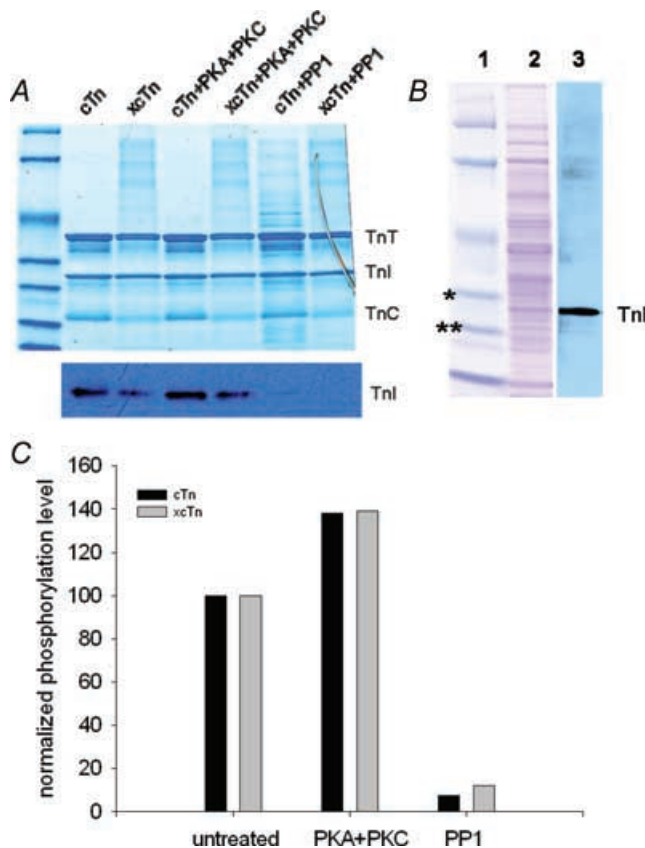 A
cTn
xcTn
cTn+PKA+PKC
xcTn+PKA+PKC
cTn+PP1
xcTn+PP1
TnT
TnI
TnC
TnI
B
1 2 3
*
**
TnI
C
normalized phosphorylation level
160
140
120
100
80
60
40
20
0
cTn
xcTn
untreated PKA+PKC PP1